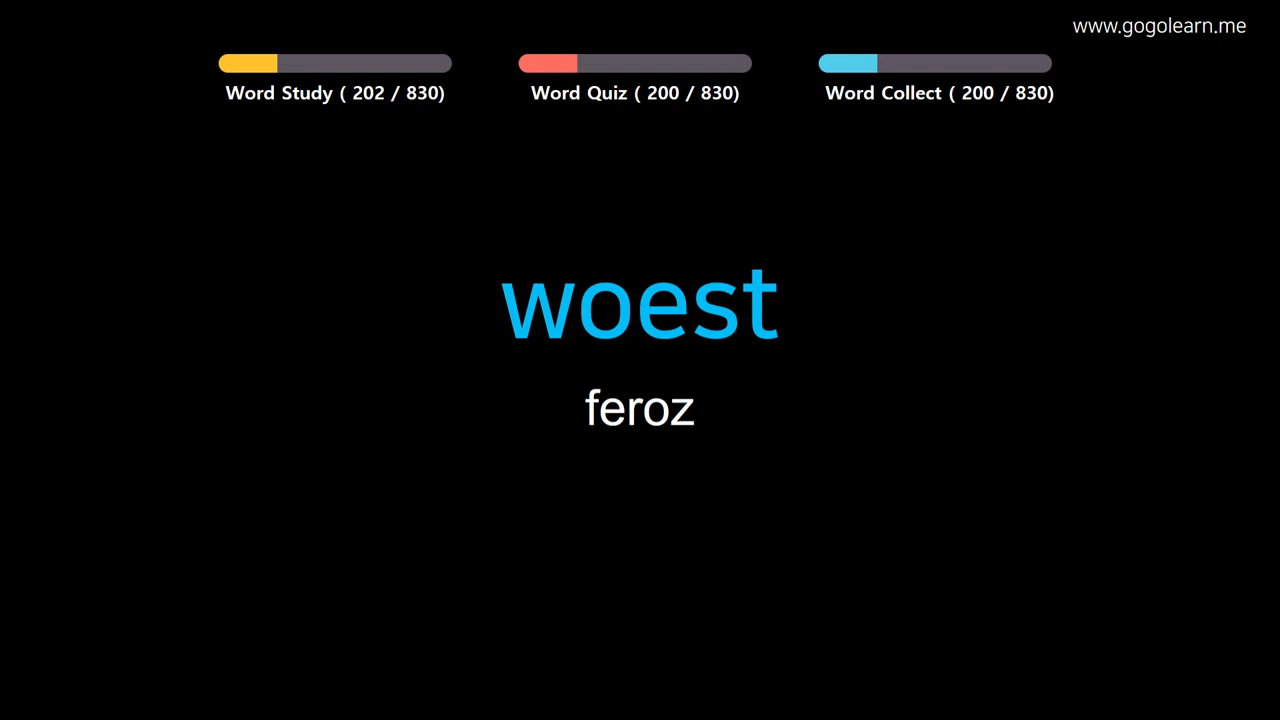 www.gogolearn.me
Word Study ( 202 / 830)
Word Quiz ( 200 / 830)
Word Collect ( 200 / 830)
woest
feroz